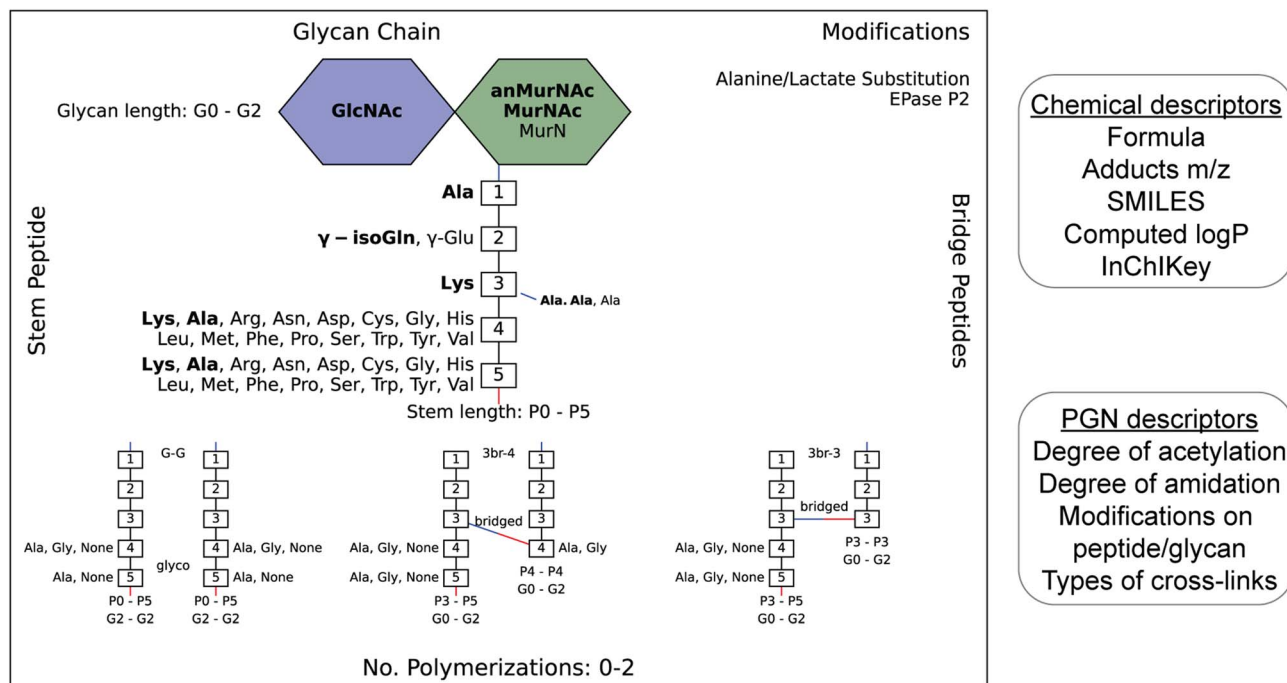 Glycan Chain
Modifications
Glycan length: G0 - G2
GlcNAc
anMurNAc
MurNAc
MurN
Alanine/Lactate Substitution
EPase P2
Stem Peptide
Bridge Peptides
Ala
1
γ – isoGln, γ-Glu
2
Lys
3
Ala. Ala, Ala
Lys, Ala, Arg, Asn, Asp, Cys, Gly, His
Leu, Met, Phe, Pro, Ser, Trp, Tyr, Val
4
Lys, Ala, Arg, Asn, Asp, Cys, Gly, His
Leu, Met, Phe, Pro, Ser, Trp, Tyr, Val
5
Stem length: P0 - P5
1 G-G 1
2 2
3 3
Ala, Gly, None 4 4 Ala, Gly, None
glyco
Ala, None 5 5 Ala, None
P0 - P5 P0 - P5
G2 - G2 G2 - G2
1 3br-4 1
2 2
3 bridged 3
Ala, Gly, None 4 4 Ala, Gly
Ala, Gly, None 5
P4 - P4
G0 - G2
P3 - P5
G0 - G2
1 3br-3 1
2 2
bridged
3 3
P3 - P3
G0 - G2
Ala, Gly, None 4
Ala, Gly, None 5
P3 - P5
G0 - G2
No. Polymerizations: 0-2
Chemical descriptors
Formula
Adducts m/z
SMILES
Computed logP
InChIKey
PGN descriptors
Degree of acetylation
Degree of amidation
Modifications on
peptide/glycan
Types of cross-links